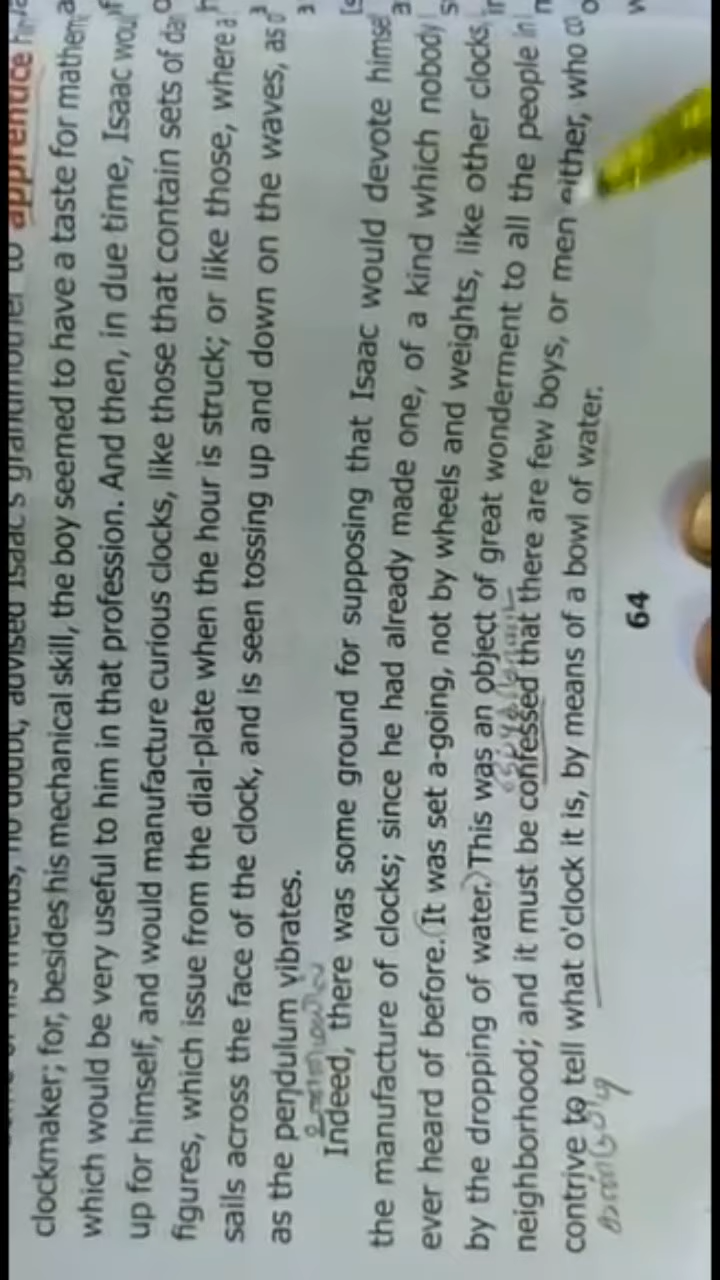 apprentice
clockmaker; for, besides his mechanical skill, the boy seemed to have a taste for
which would be very useful to him in that profession. And then, in due time, Isaac
up for himself, and would manufacture curious clocks, like those that contain sets of
figures, which issue from the dial-plate when the hour is struck; or like those, where a
sails across the face of the clock, and is seen tossing up and down on the waves, as
as the pendulum vibrates.
Indeed, there was some ground for supposing that Isaac would devote
the manufacture of clocks; since he had already made one, of a kind which nobody
ever heard of before. (It was set a-going, not by wheels and weights, like other clocks,
by the dropping of water.) This was an object of great wonderment to all the people in
neighborhood; and it must be confessed that there are few boys, or men either, who
contrive to tell what o'clock it is, by means of a bowl of water.
64